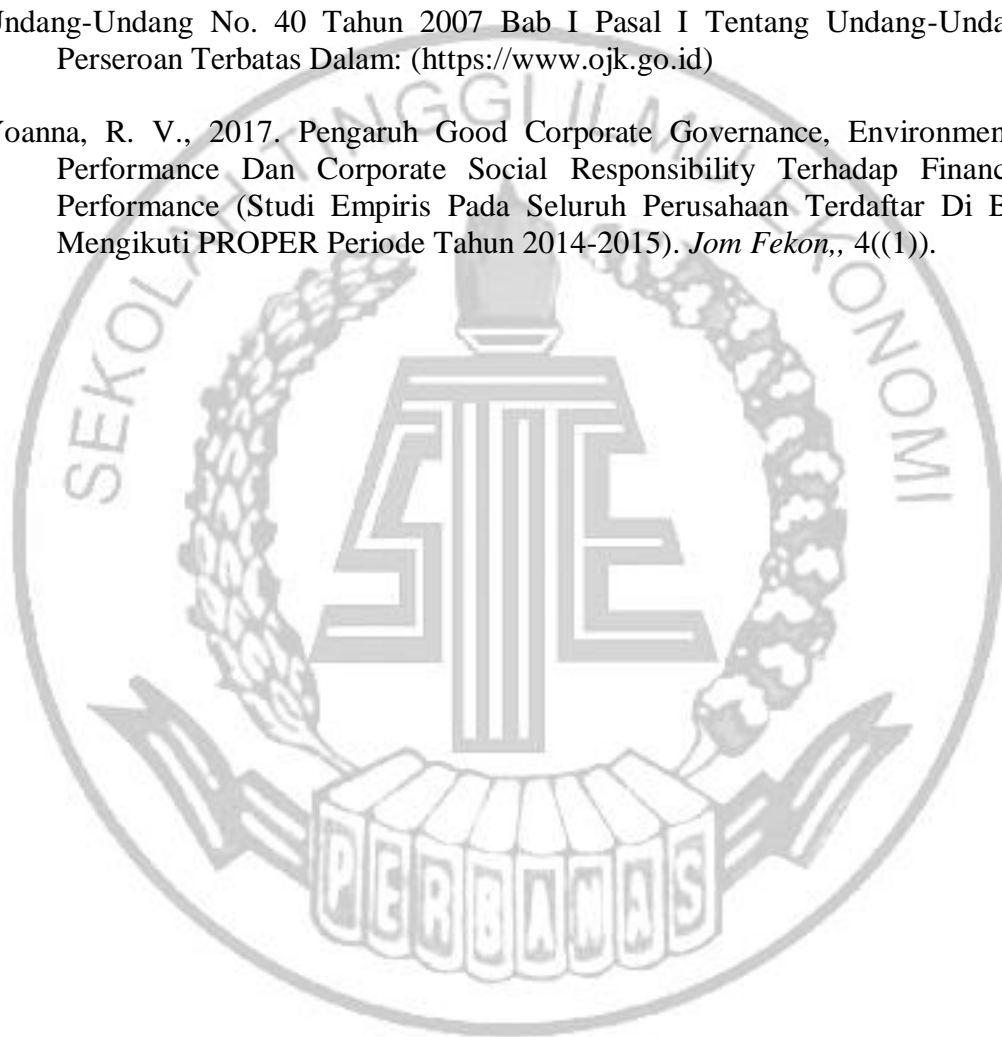 Undang-Undang No. 40 Tahun 2007 Bab I Pasal I Tentang Undang-Unda
Perseroan Terbatas Dalam: (https://www.ojk.go.id)
Yoanna, R. V., 2017. Pengaruh Good Corporate Governance, Environmen
Performance Dan Corporate Social Responsibility Terhadap Financ
Performance (Studi Empiris Pada Seluruh Perusahaan Terdaftar Di B
Mengikuti PROPER Periode Tahun 2014-2015). Jom Fekon,, 4((1)).
SEKOLAH TINGGI ILMU EKONOMI
STIE
PERBANAS